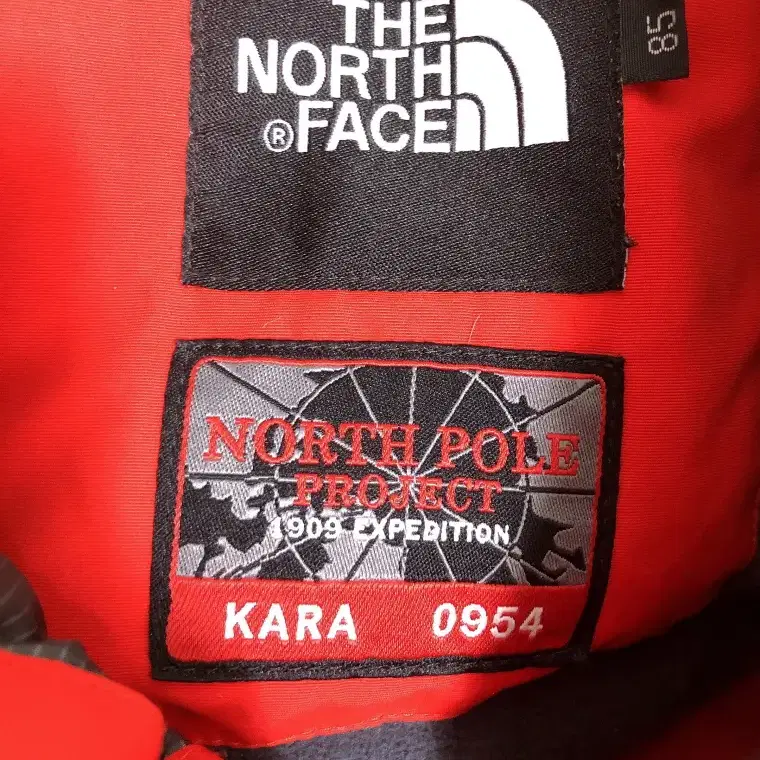 THE
NORTH
®FACE
85
NORTH POLE
PROJECT
1909 EXPEDITION
KARA 0954